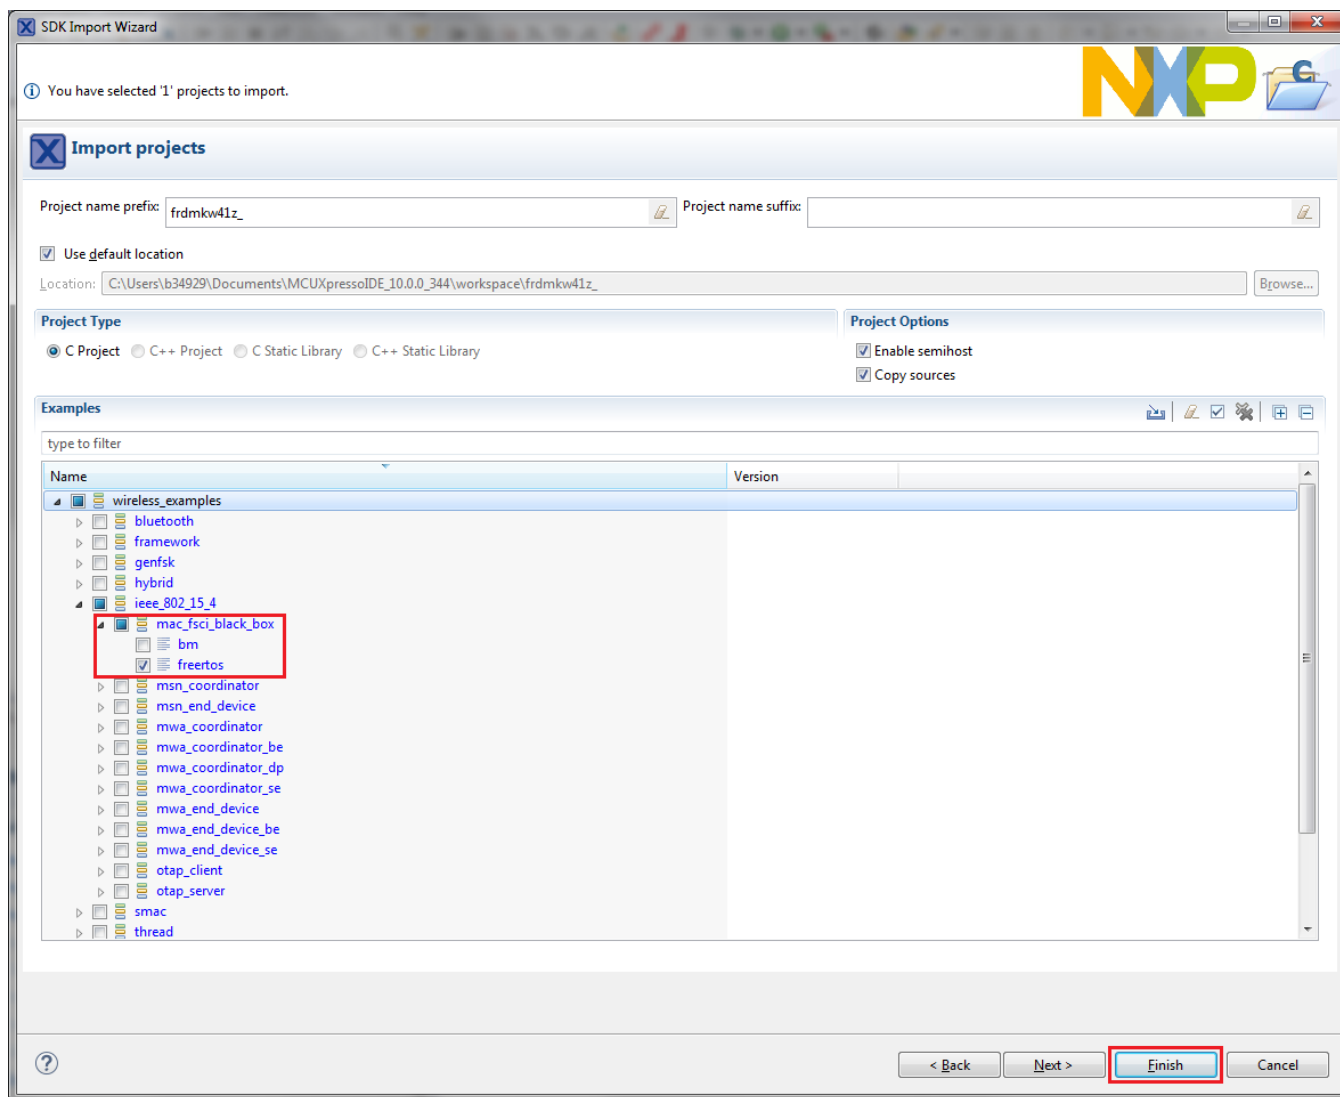 SDK Import Wizard
You have selected '1' projects to import.
NXP
Import projects
Project name prefix: frdmkw41z_ Project name suffix:
Use default location
Location: C:\Users\b34929\Documents\MCUXpressoIDE_10.0.0_344\workspace\frdmkw41z_ Browse...
Project Type Project Options
C Project C++ Project C Static Library C++ Static Library Enable semihost
Copy sources
Examples
type to filter
Name Version
wireless_examples
bluetooth
framework
genfsk
hybrid
ieee_802_15_4
mac_fsci_black_box
bm
freertos
msn_coordinator
msn_end_device
mwa_coordinator
mwa_coordinator_be
mwa_coordinator_dp
mwa_coordinator_se
mwa_end_device
mwa_end_device_be
mwa_end_device_se
otap_client
otap_server
smac
thread
< Back Next > Finish Cancel